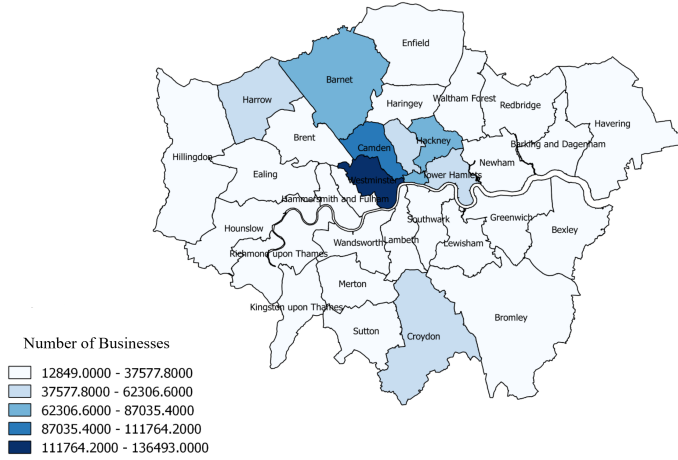 Enfield
Barnet
Harrow
Haringey
Waltham Forest
Redbridge
Havering
Brent
Camden
Hackney
Barking and Dagenham
Hillingdon
Newham
Ealing
Westminster
Tower Hamlets
Hammersmith and Fulham
Southwark
Greenwich
Hounslow
Bexley
Wandsworth
Lambeth
Lewisham
Richmond upon Thames
Merton
Kingston upon Thames
Bromley
Sutton
Croydon
Number of Businesses
12849.0000 - 37577.8000
37577.8000 - 62306.6000
62306.6000 - 87035.4000
87035.4000 - 111764.2000
111764.2000 - 136493.0000